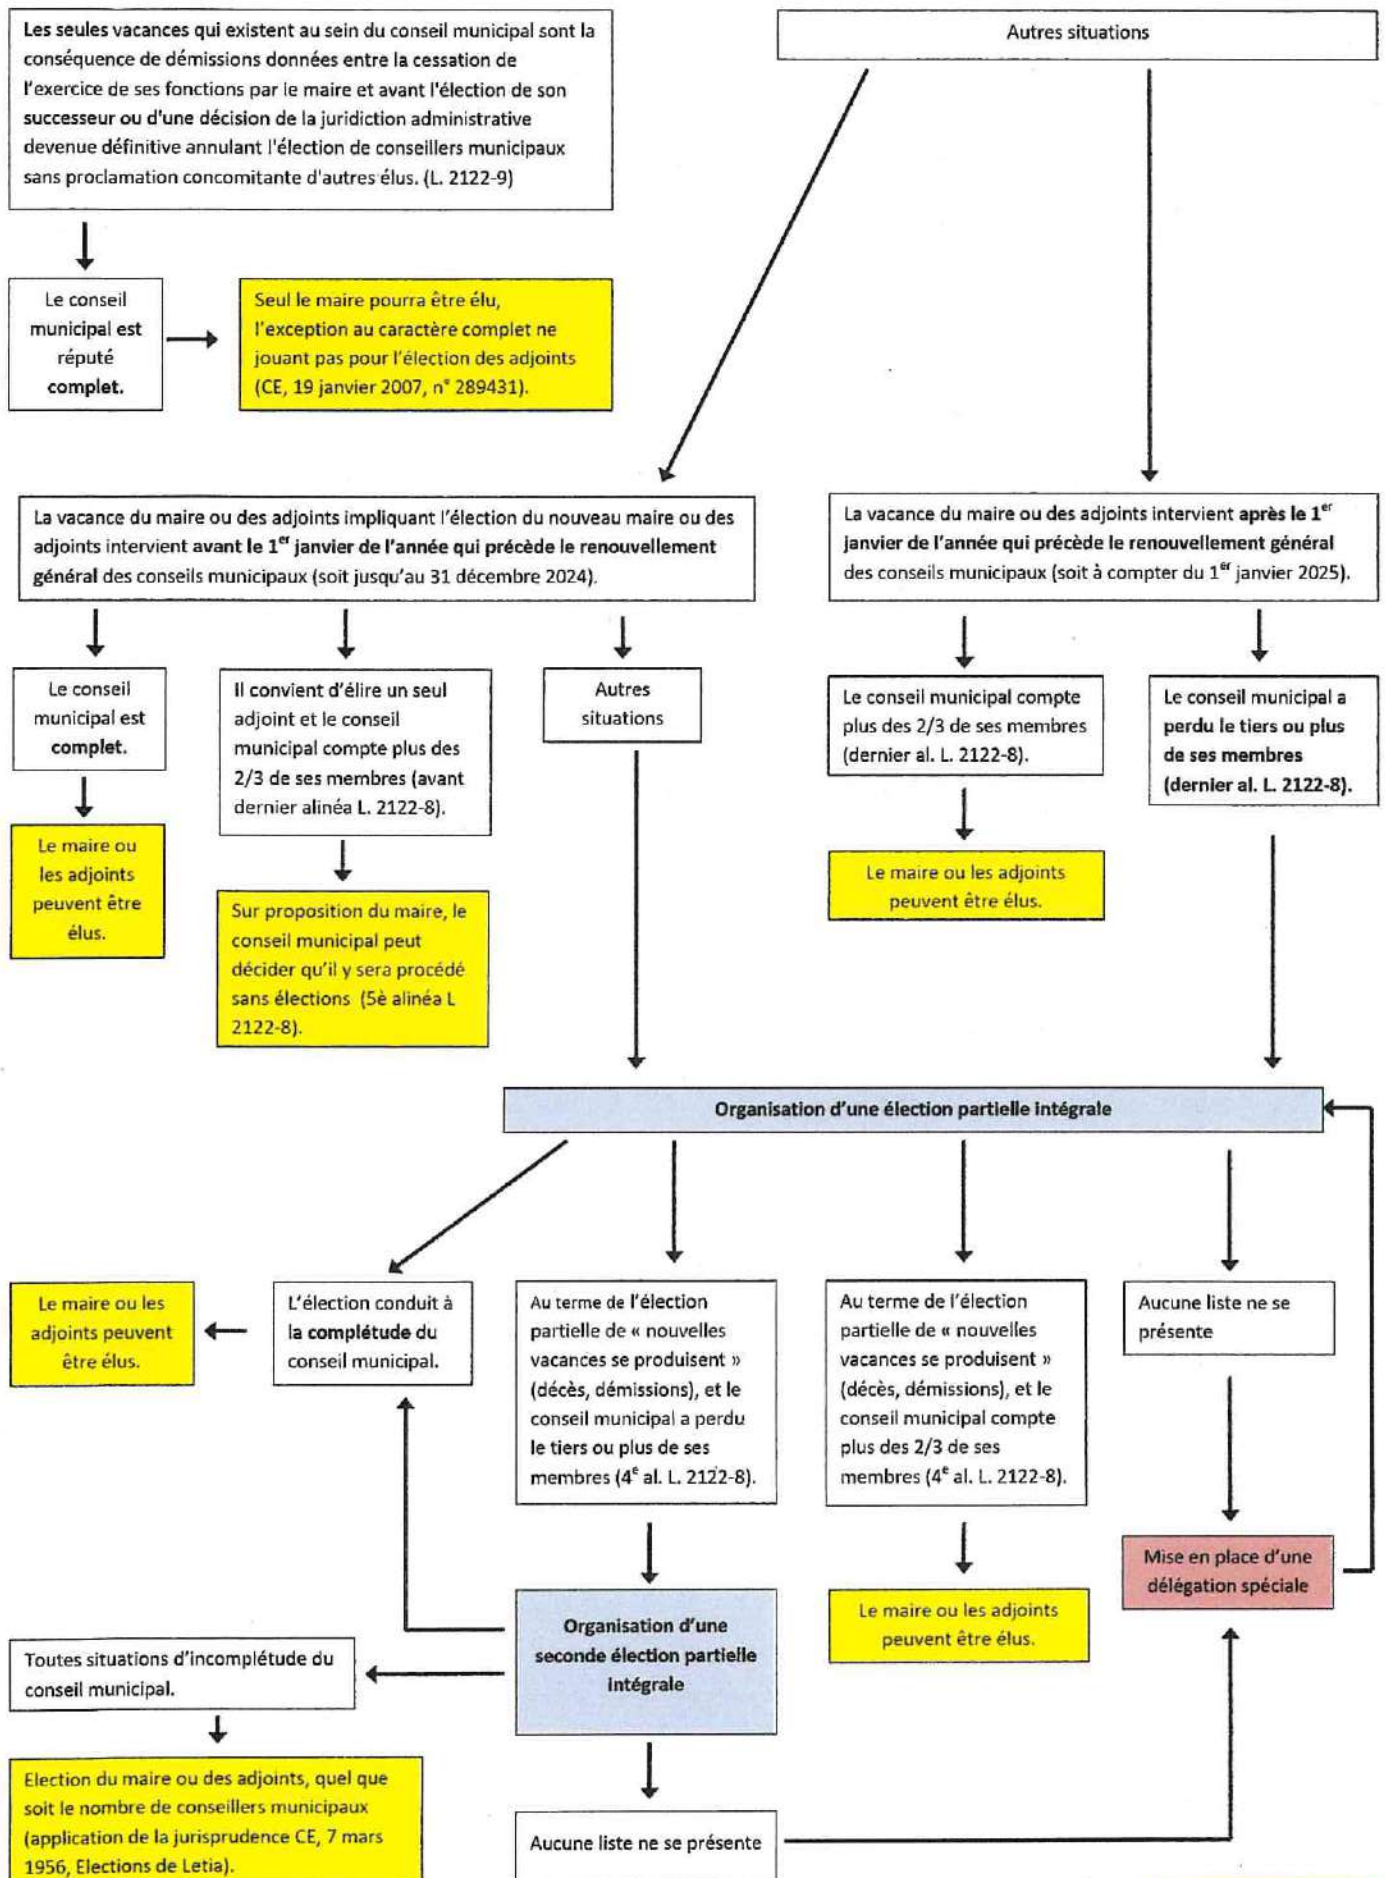 Les seules vacances qui existent au sein du conseil municipal sont la
conséquence de démissions données entre la cessation de
l'exercice de ses fonctions par le maire et avant l'élection de son
successeur ou d'une décision de la juridiction administrative
devenue définitive annulant l'élection de conseillers municipaux
sans proclamation concomitante d'autres élus. (L. 2122-9)
Autres situations
Le conseil
municipal est
réputé
complet.
Seul le maire pourra être élu,
l'exception au caractère complet ne
jouant pas pour l'élection des adjoints
(CE, 19 janvier 2007, n° 289431).
La vacance du maire ou des adjoints impliquant l'élection du nouveau maire ou des
adjoints intervient avant le 1er janvier de l'année qui précède le renouvellement
général des conseils municipaux (soit jusqu'au 31 décembre 2024).
La vacance du maire ou des adjoints intervient après le 1er
janvier de l'année qui précède le renouvellement général
des conseils municipaux (soit à compter du 1er janvier 2025).
Le conseil
municipal est
complet.
Il convient d'élire un seul
adjoint et le conseil
municipal compte plus des
2/3 de ses membres (avant
dernier alinéa L. 2122-8).
Autres
situations
Le conseil municipal compte
plus des 2/3 de ses membres
(dernier al. L. 2122-8).
Le conseil municipal a
perdu le tiers ou plus
de ses membres
(dernier al. L. 2122-8).
Le maire ou
les adjoints
peuvent être
élus.
Sur proposition du maire, le
conseil municipal peut
décider qu'il y sera procédé
sans élections (5è alinéa L
2122-8).
Le maire ou les adjoints
peuvent être élus.
Organisation d'une élection partielle intégrale
Le maire ou les
adjoints peuvent
être élus.
L'élection conduit à
la complétude du
conseil municipal.
Au terme de l'élection
partielle de « nouvelles
vacances se produisent »
(décès, démissions), et le
conseil municipal a perdu
le tiers ou plus de ses
membres (4e al. L. 2122-8).
Au terme de l'élection
partielle de « nouvelles
vacances se produisent »
(décès, démissions), et le
conseil municipal compte
plus des 2/3 de ses
membres (4e al. L. 2122-8).
Aucune liste ne se
présente
Mise en place d'une
délégation spéciale
Organisation d'une
seconde élection partielle
intégrale
Le maire ou les adjoints
peuvent être élus.
Toutes situations d'incomplétude du
conseil municipal.
Election du maire ou des adjoints, quel que
soit le nombre de conseillers municipaux
(application de la jurisprudence CE, 7 mars
1956, Elections de Letia).
Aucune liste ne se présente